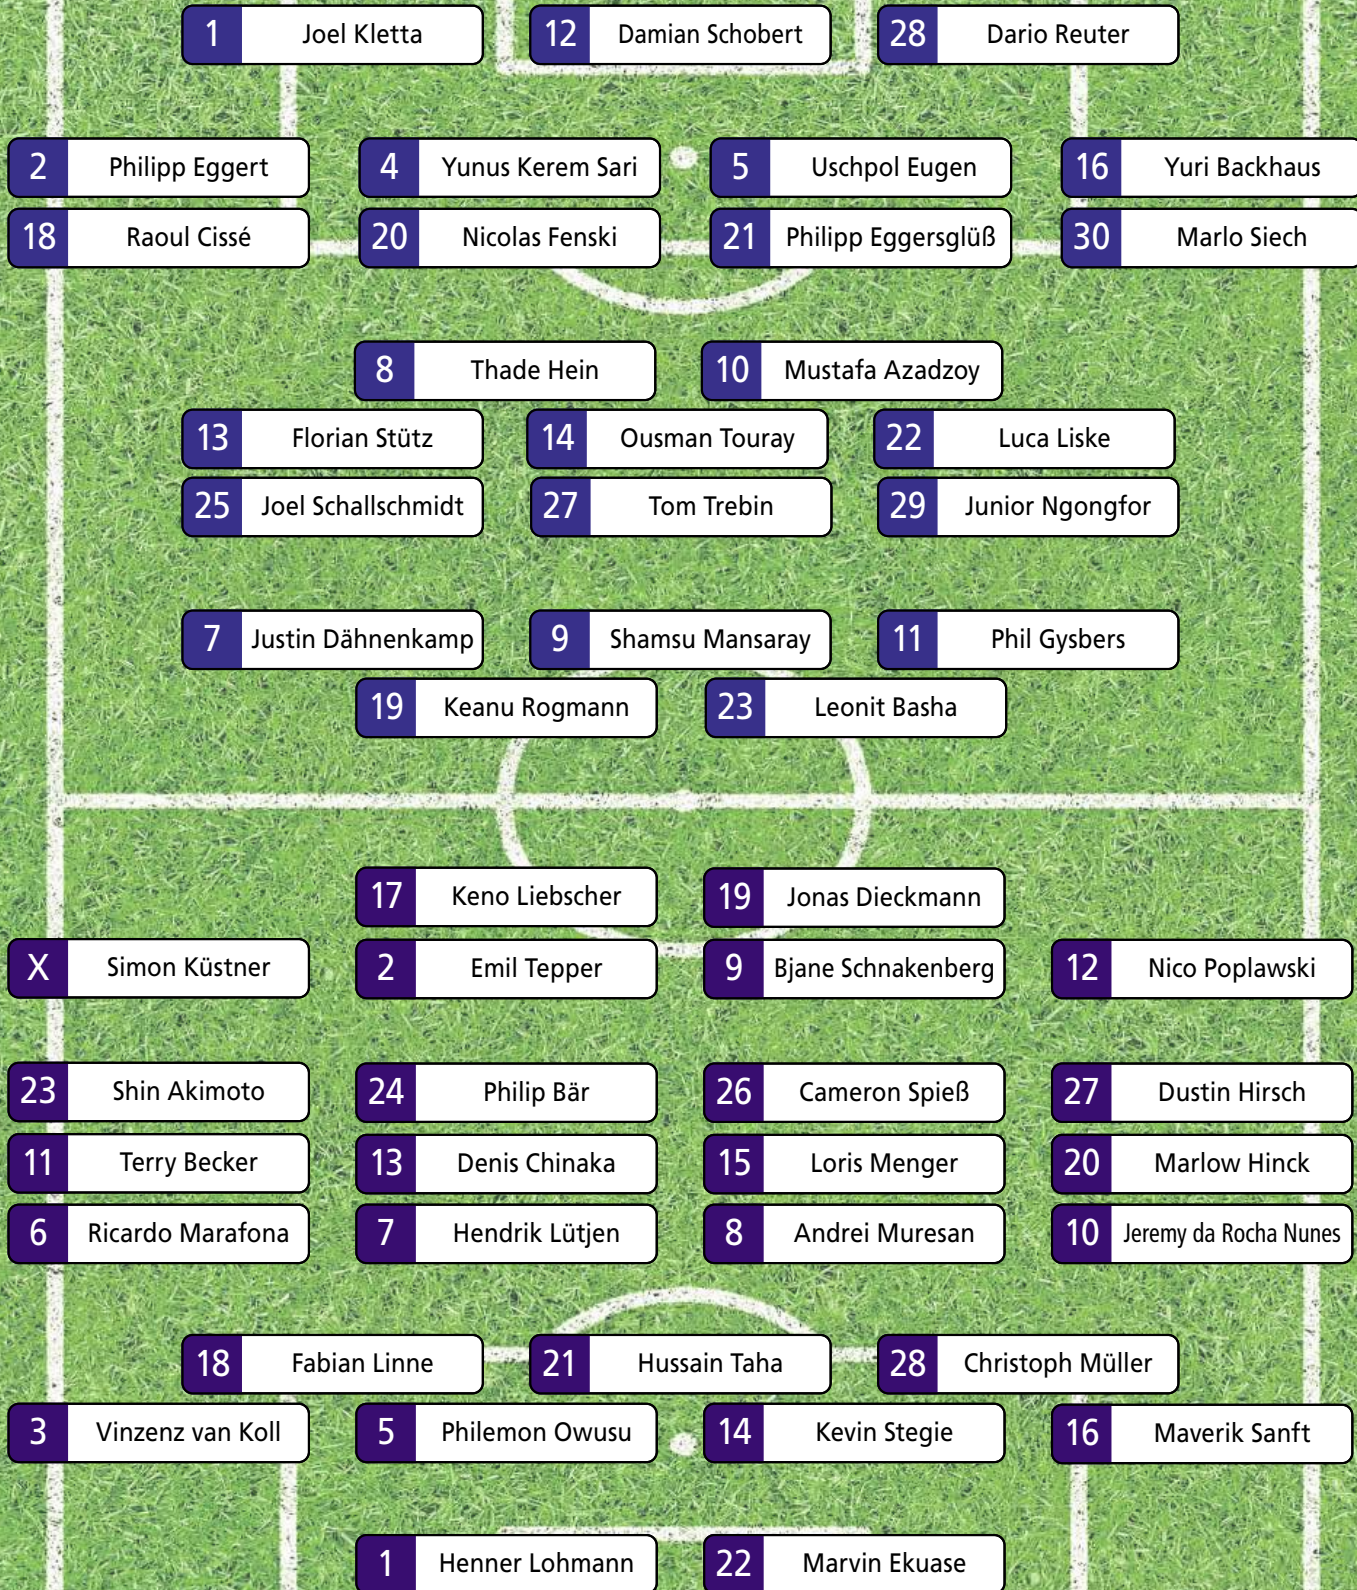 1 Joel Kletta 12 Damian Schobert 28 Dario Reuter
2 Philipp Eggert 4 Yunus Kerem Sari 5 Uschpol Eugen 16 Yuri Backhaus
18 Raoul Cissé 20 Nicolas Fenski 21 Philipp Eggersglüß 30 Marlo Siech
8 Thade Hein 10 Mustafa Azadzoy
13 Florian Stütz 14 Ousman Touray 22 Luca Liske
25 Joel Schallschmidt 27 Tom Trebin 29 Junior Ngongfor
7 Justin Dähnenkamp 9 Shamsu Mansaray 11 Phil Gysbers
19 Keanu Rogmann 23 Leonit Basha
17 Keno Liebscher 19 Jonas Dieckmann
X Simon Küstner 2 Emil Tepper 9 Bjane Schnakenberg 12 Nico Poplawski
23 Shin Akimoto 24 Philip Bär 26 Cameron Spieß 27 Dustin Hirsch
11 Terry Becker 13 Denis Chinaka 15 Loris Menger 20 Marlow Hinck
6 Ricardo Marafona 7 Hendrik Lütjen 8 Andrei Muresan 10 Jeremy da Rocha Nunes
18 Fabian Linne 21 Hussain Taha 28 Christoph Müller
3 Vinzenz van Koll 5 Philemon Owusu 14 Kevin Stegie 16 Maverik Sanft
1 Henner Lohmann 22 Marvin Ekuase